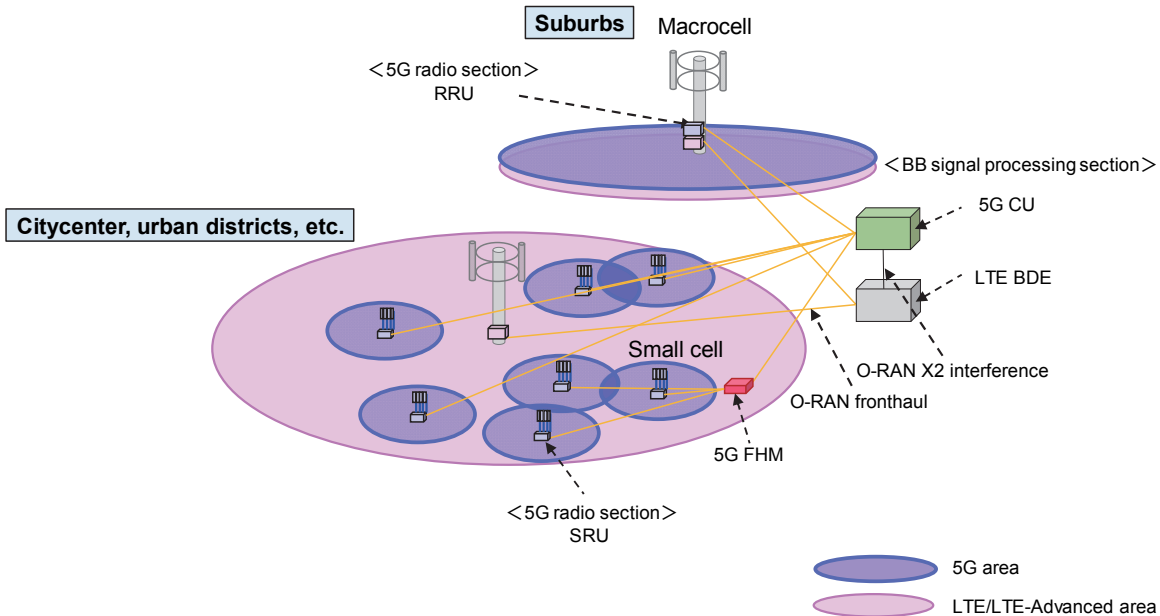 Suburbs
Macrocell
<5G radio section>
RRU
<BB signal processing section>
5G CU
Citycenter, urban districts, etc.
LTE BDE
Small cell
O-RAN X2 interference
O-RAN fronthaul
5G FHM
<5G radio section>
SRU
5G area
LTE/LTE-Advanced area